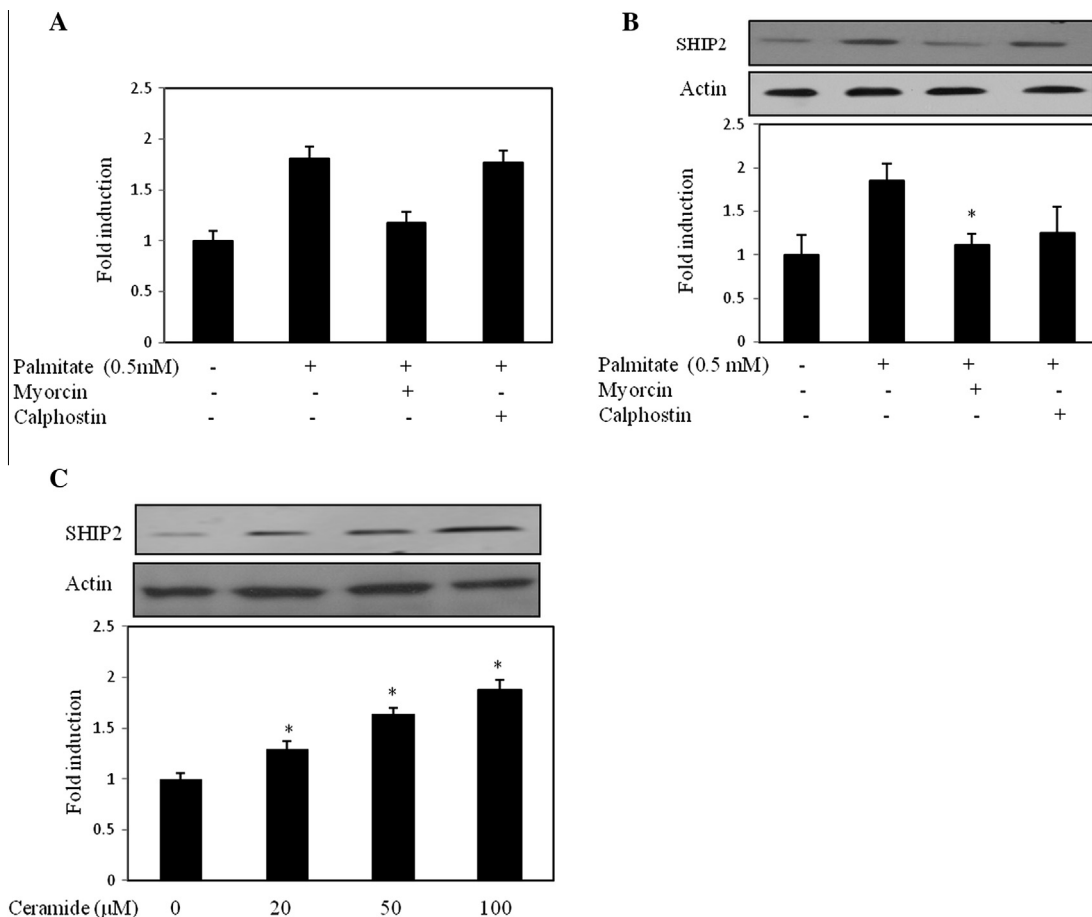 A
2.5
2
1.5
1
0.5
0
Fold induction
Palmitate (0.5mM) - + + +
Myorcin - - + -
Calphostin - - - +
B
SHIP2
Actin
2.5
2
1.5
1
0.5
0
Fold induction
*
Palmitate (0.5 mM) - + + +
Myorcin - - + -
Calphostin - - - +
C
SHIP2
Actin
2.5
2
1.5
1
0.5
0
Fold induction
* * *
Ceramide (µM) 0 20 50 100